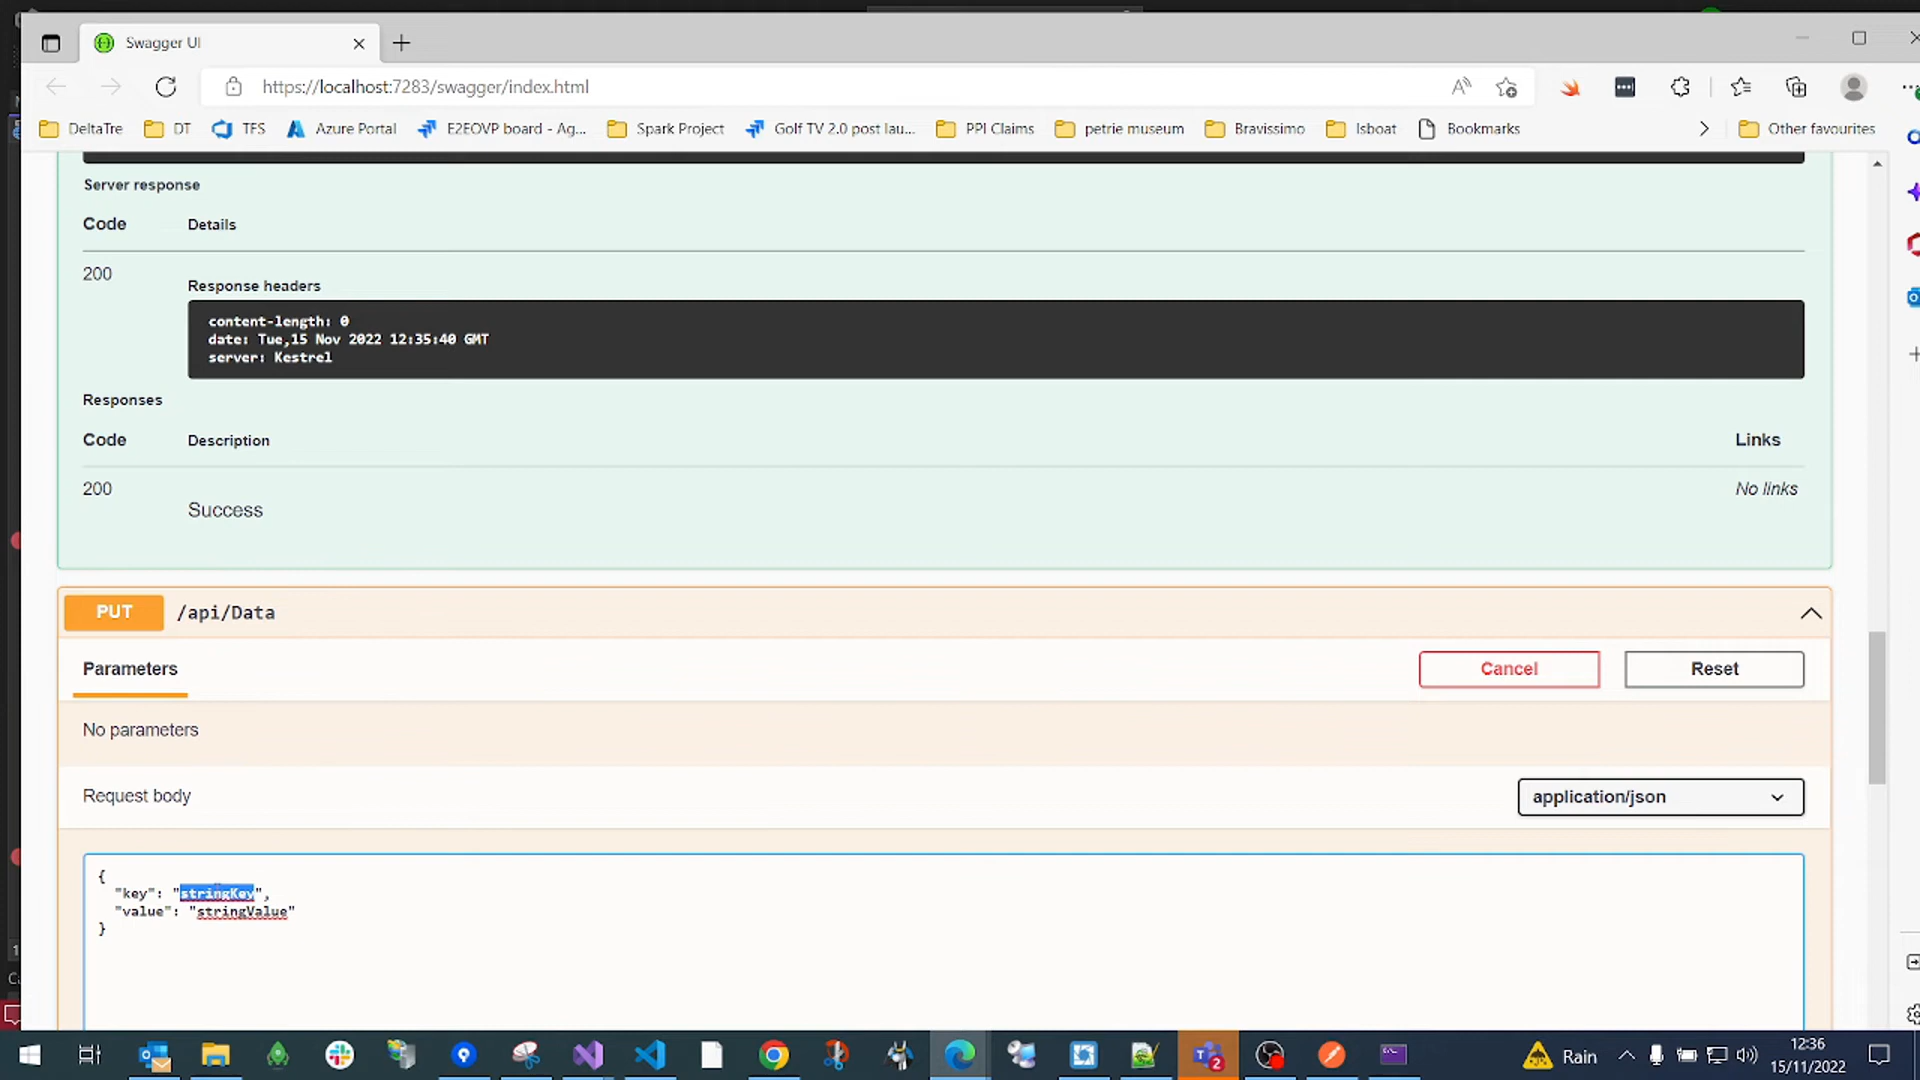 Swagger UI
https://localhost:7283/swagger/index.html
DeltaTre DT TFS Azure Portal E2EOVP board - Ag... Spark Project Golf TV 2.0 post lau... PPI Claims petrie museum Bravissimo Isboat Bookmarks Other favourites
Server response
Code Details
200
Response headers
content-length: 0
date: Tue,15 Nov 2022 12:35:40 GMT
server: Kestrel
Responses
Code Description Links
200 No links
Success
PUT /api/Data
Parameters Cancel Reset
No parameters
Request body application/json
{
"key": "stringKey",
"value": "stringValue"
}
2 Rain 12:36
15/11/2022